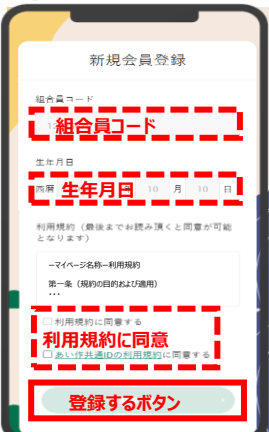 新規会員登録
組合員コード
12
組合員コード
生年月日
西暦 年 10 月 10 日
生年月日
利用規約（最後までお読み頂くと同意が可能
となります）
–マイページ名称–利用規約
第一条（規約の目的および適用）
・・・
利用規約に同意する
利用規約に同意
あい作共通IDの利用規約に同意する
登録するボタン